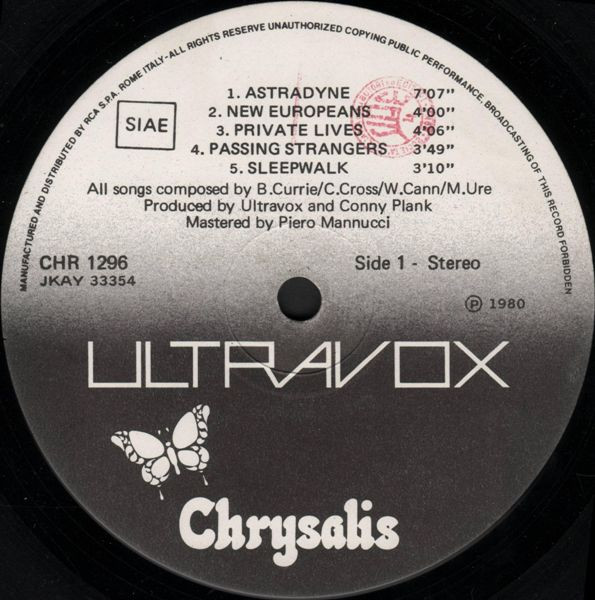 MANUFACTURED AND DISTRIBUTED BY RCA S.P.A. ROME ITALY-ALL RIGHTS RESERVE UNAUTHORIZED COPYING PUBLIC PERFORMANCE. BROADCASTING OF THIS RECORD FORBIDDEN
SIAE
1. ASTRADYNE 7'07"
2. NEW EUROPEANS 4'00"
3. PRIVATE LIVES 4'06"
4. PASSING STRANGERS 3'49"
5. SLEEPWALK 3'10"
All songs composed by B.Currie/C.Cross/W.Cann/M.Ure
Produced by Ultravox and Conny Plank
Mastered by Piero Mannucci
CHR 1296
JKAY 33354
Side 1 - Stereo
℗ 1980
ULTRAVOX
Chrysalis